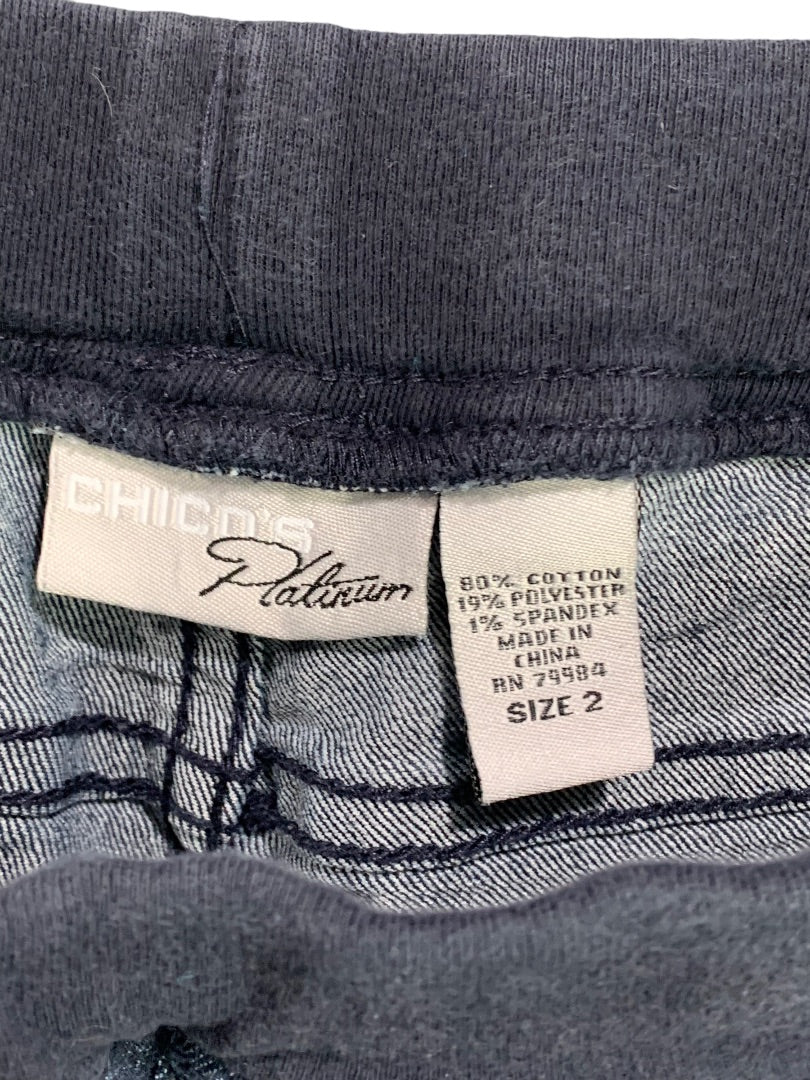 CHICO'S
Platinum
80% COTTON
19% POLYESTER
1% SPANDEX
MADE IN
CHINA
RN 79984
SIZE 2